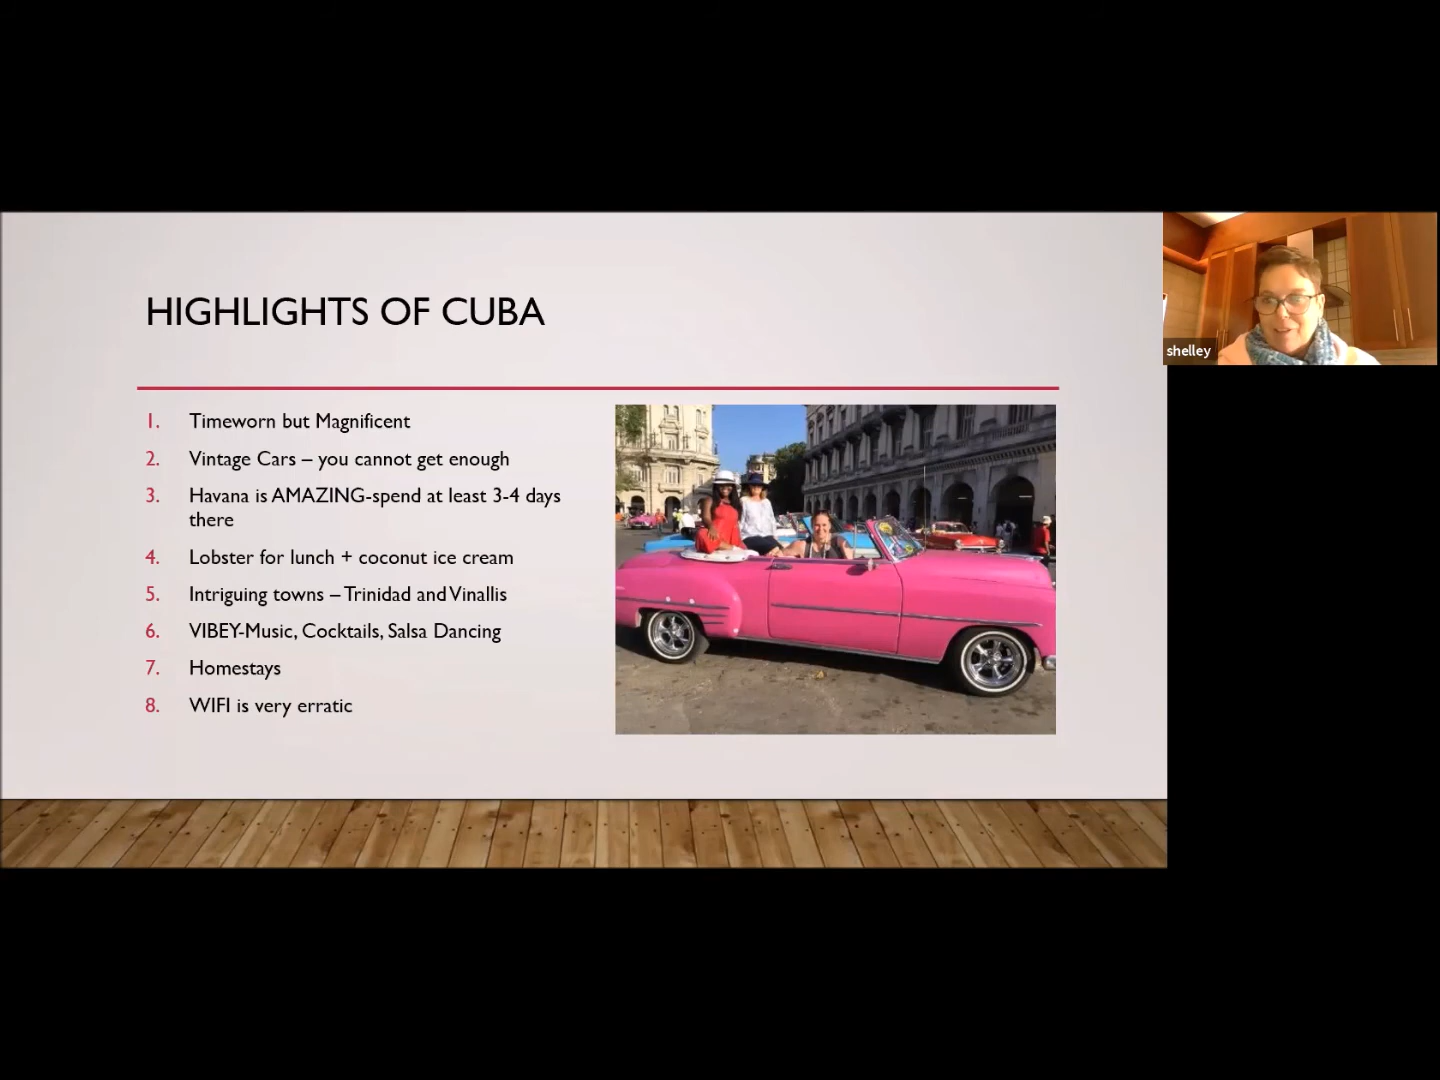 HIGHLIGHTS OF CUBA
shelley
1. Timeworn but Magnificent
2. Vintage Cars – you cannot get enough
3. Havana is AMAZING-spend at least 3-4 days
there
4. Lobster for lunch + coconut ice cream
5. Intriguing towns – Trinidad and Vinallis
6. VIBEY-Music, Cocktails, Salsa Dancing
7. Homestays
8. WIFI is very erratic